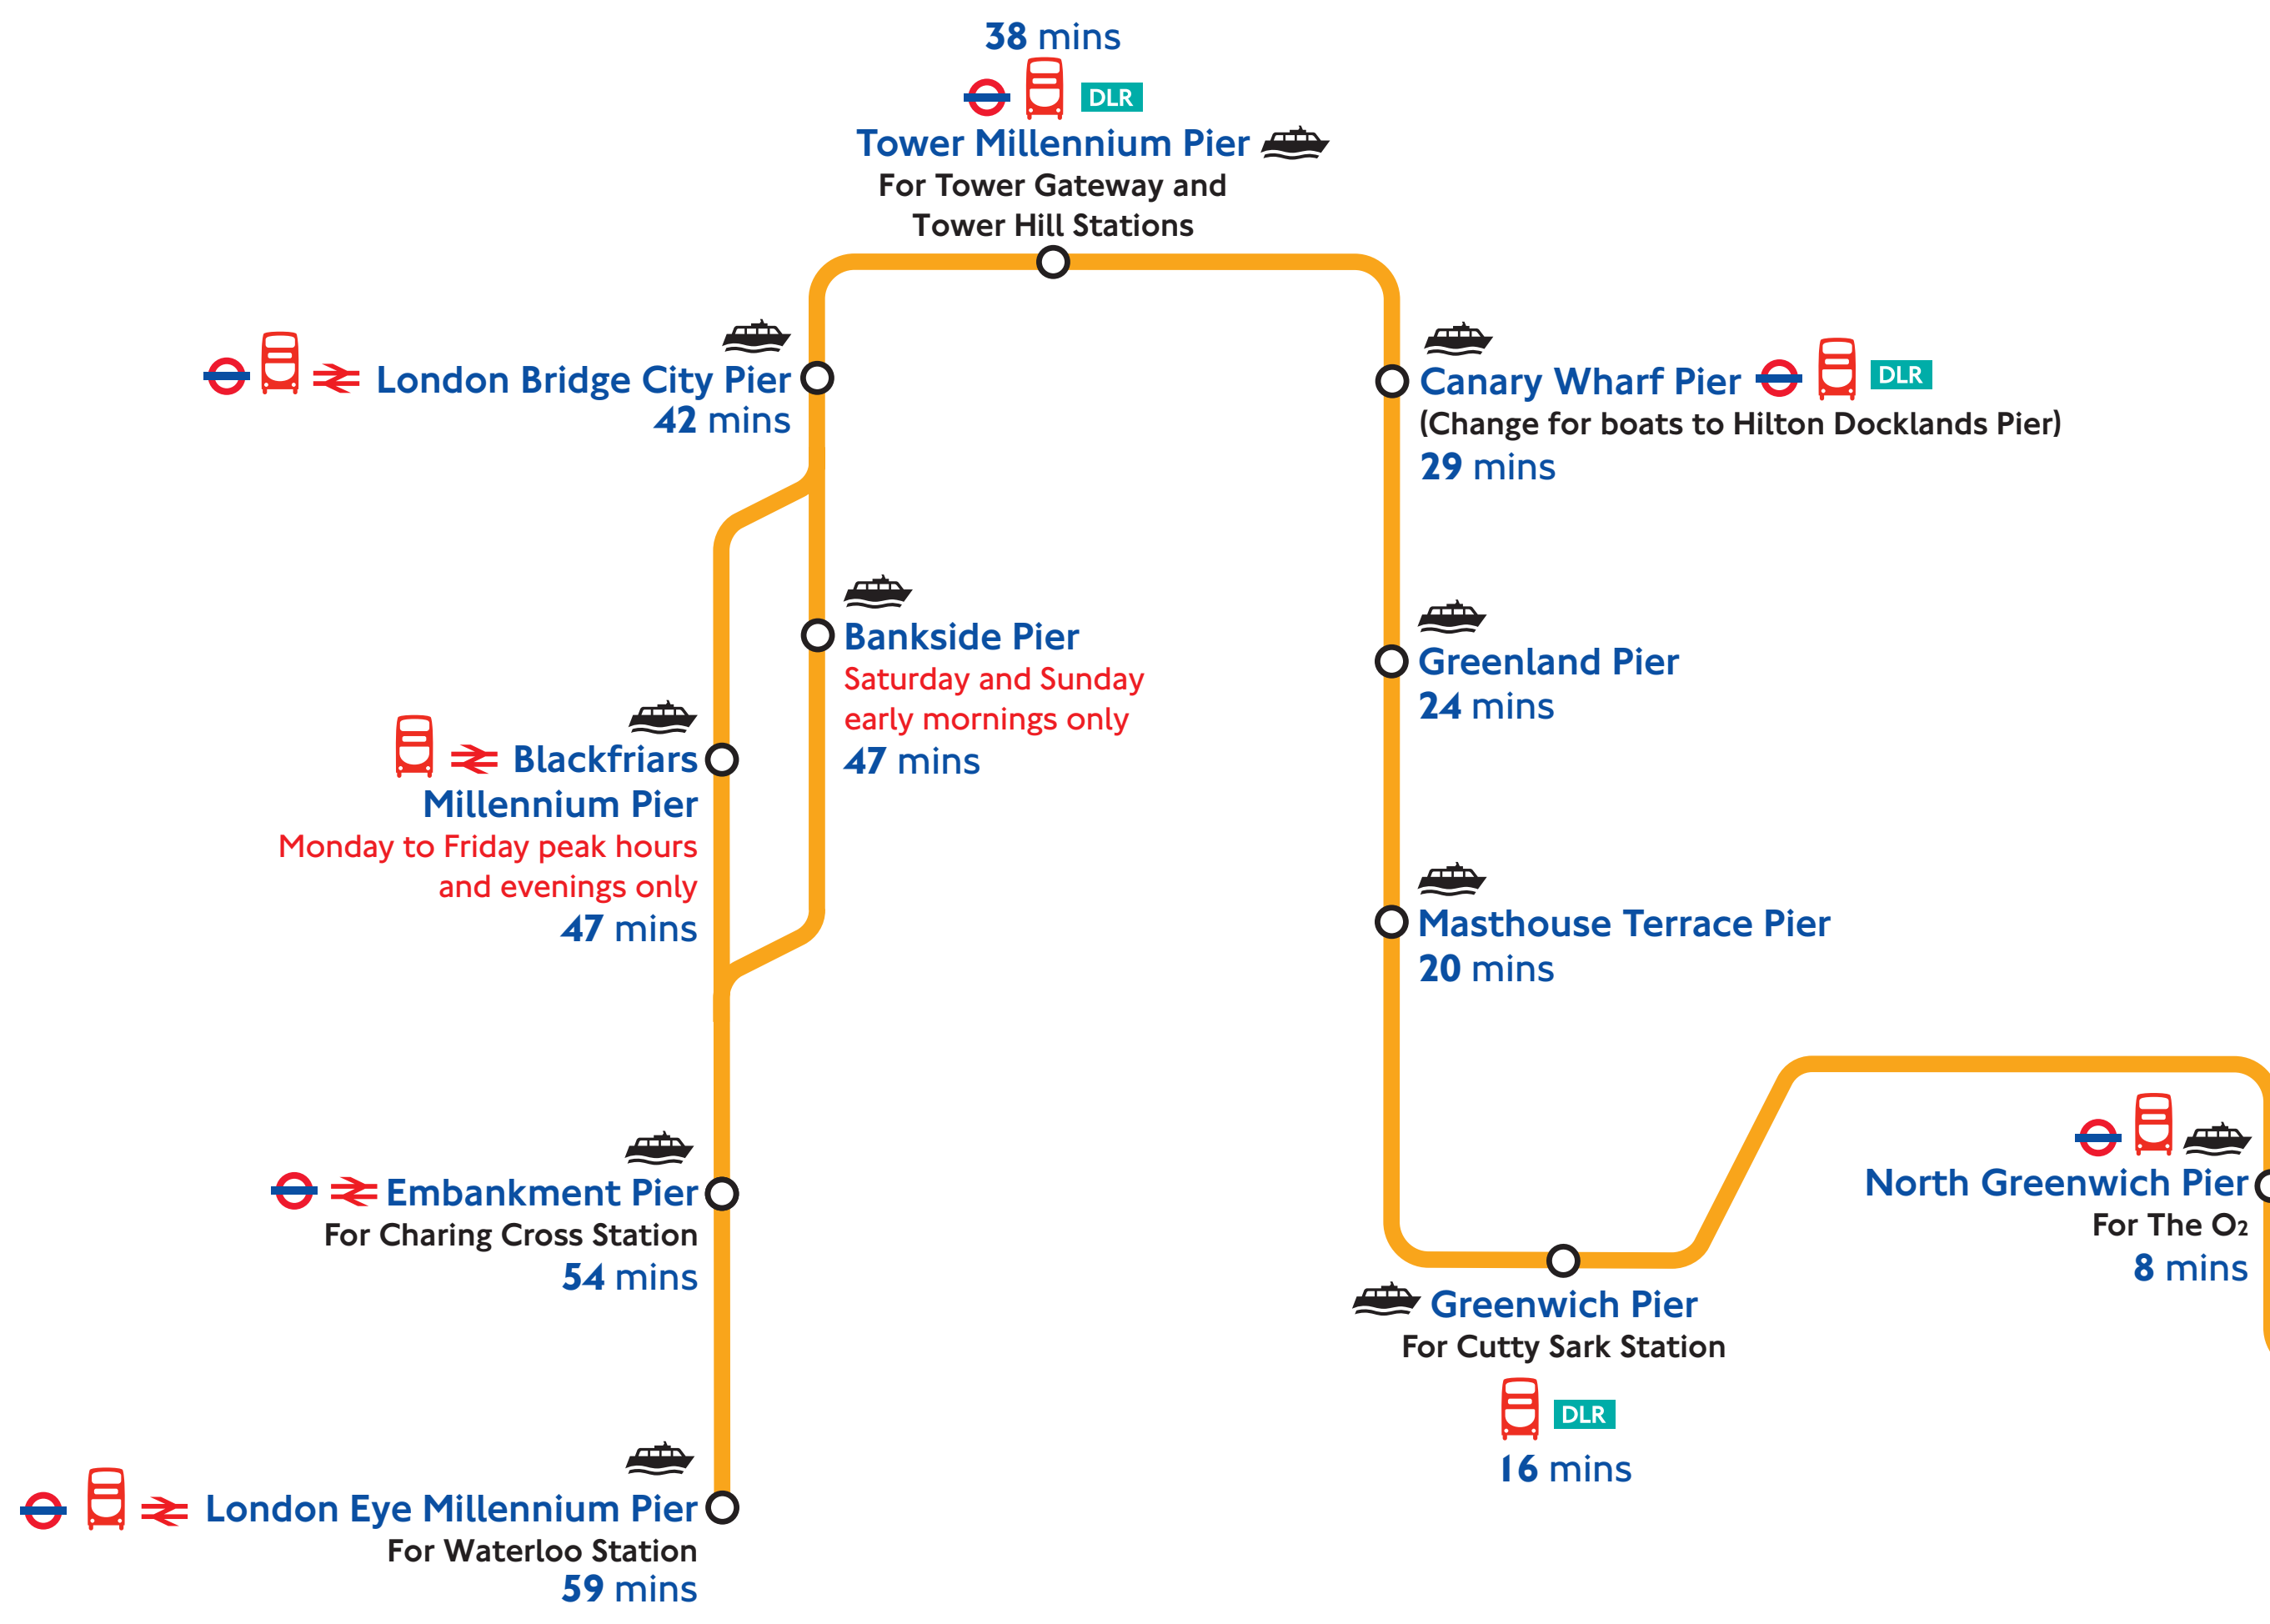 38 mins
DLR
Tower Millennium Pier
For Tower Gateway and
Tower Hill Stations
London Bridge City Pier
42 mins
Canary Wharf Pier DLR
(Change for boats to Hilton Docklands Pier)
29 mins
Bankside Pier
Saturday and Sunday
early mornings only
47 mins
Greenland Pier
24 mins
Blackfriars
Millennium Pier
Monday to Friday peak hours
and evenings only
47 mins
Masthouse Terrace Pier
20 mins
Embankment Pier
For Charing Cross Station
54 mins
North Greenwich Pier
For The O2
8 mins
Greenwich Pier
For Cutty Sark Station
DLR
16 mins
London Eye Millennium Pier
For Waterloo Station
59 mins